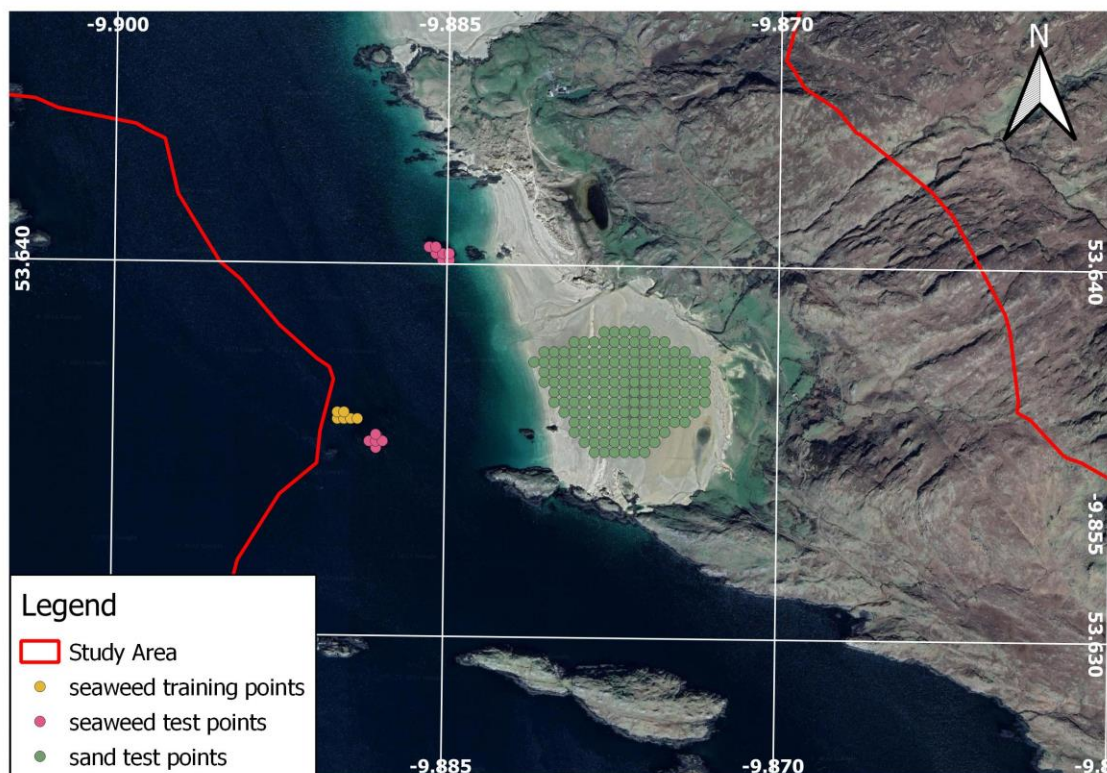 -9.900
-9.885
-9.870
N
53.640
53.640
-9.855
53.630
Legend
Study Area
seaweed training points
seaweed test points
sand test points
-9.885
-9.870